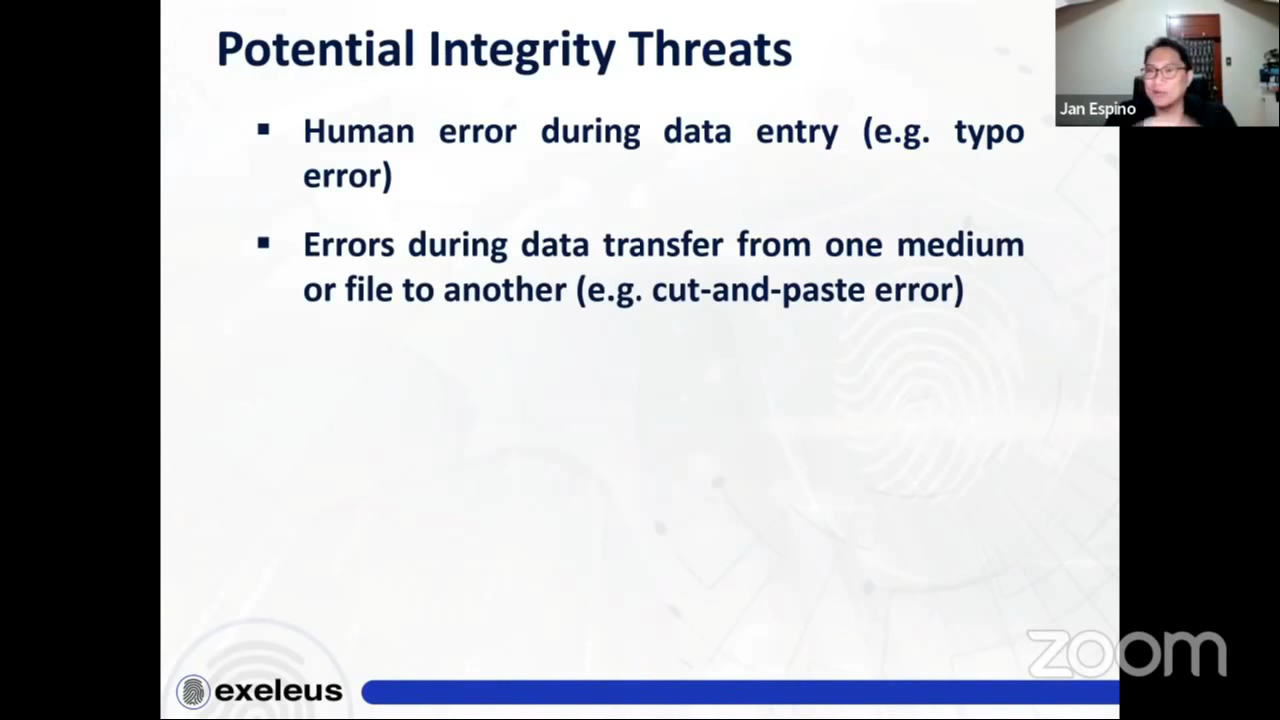 Potential Integrity Threats
Jan Espino
▪ Human error during data entry (e.g. typo
error)
▪ Errors during data transfer from one medium
or file to another (e.g. cut-and-paste error)
zoom
exeleus